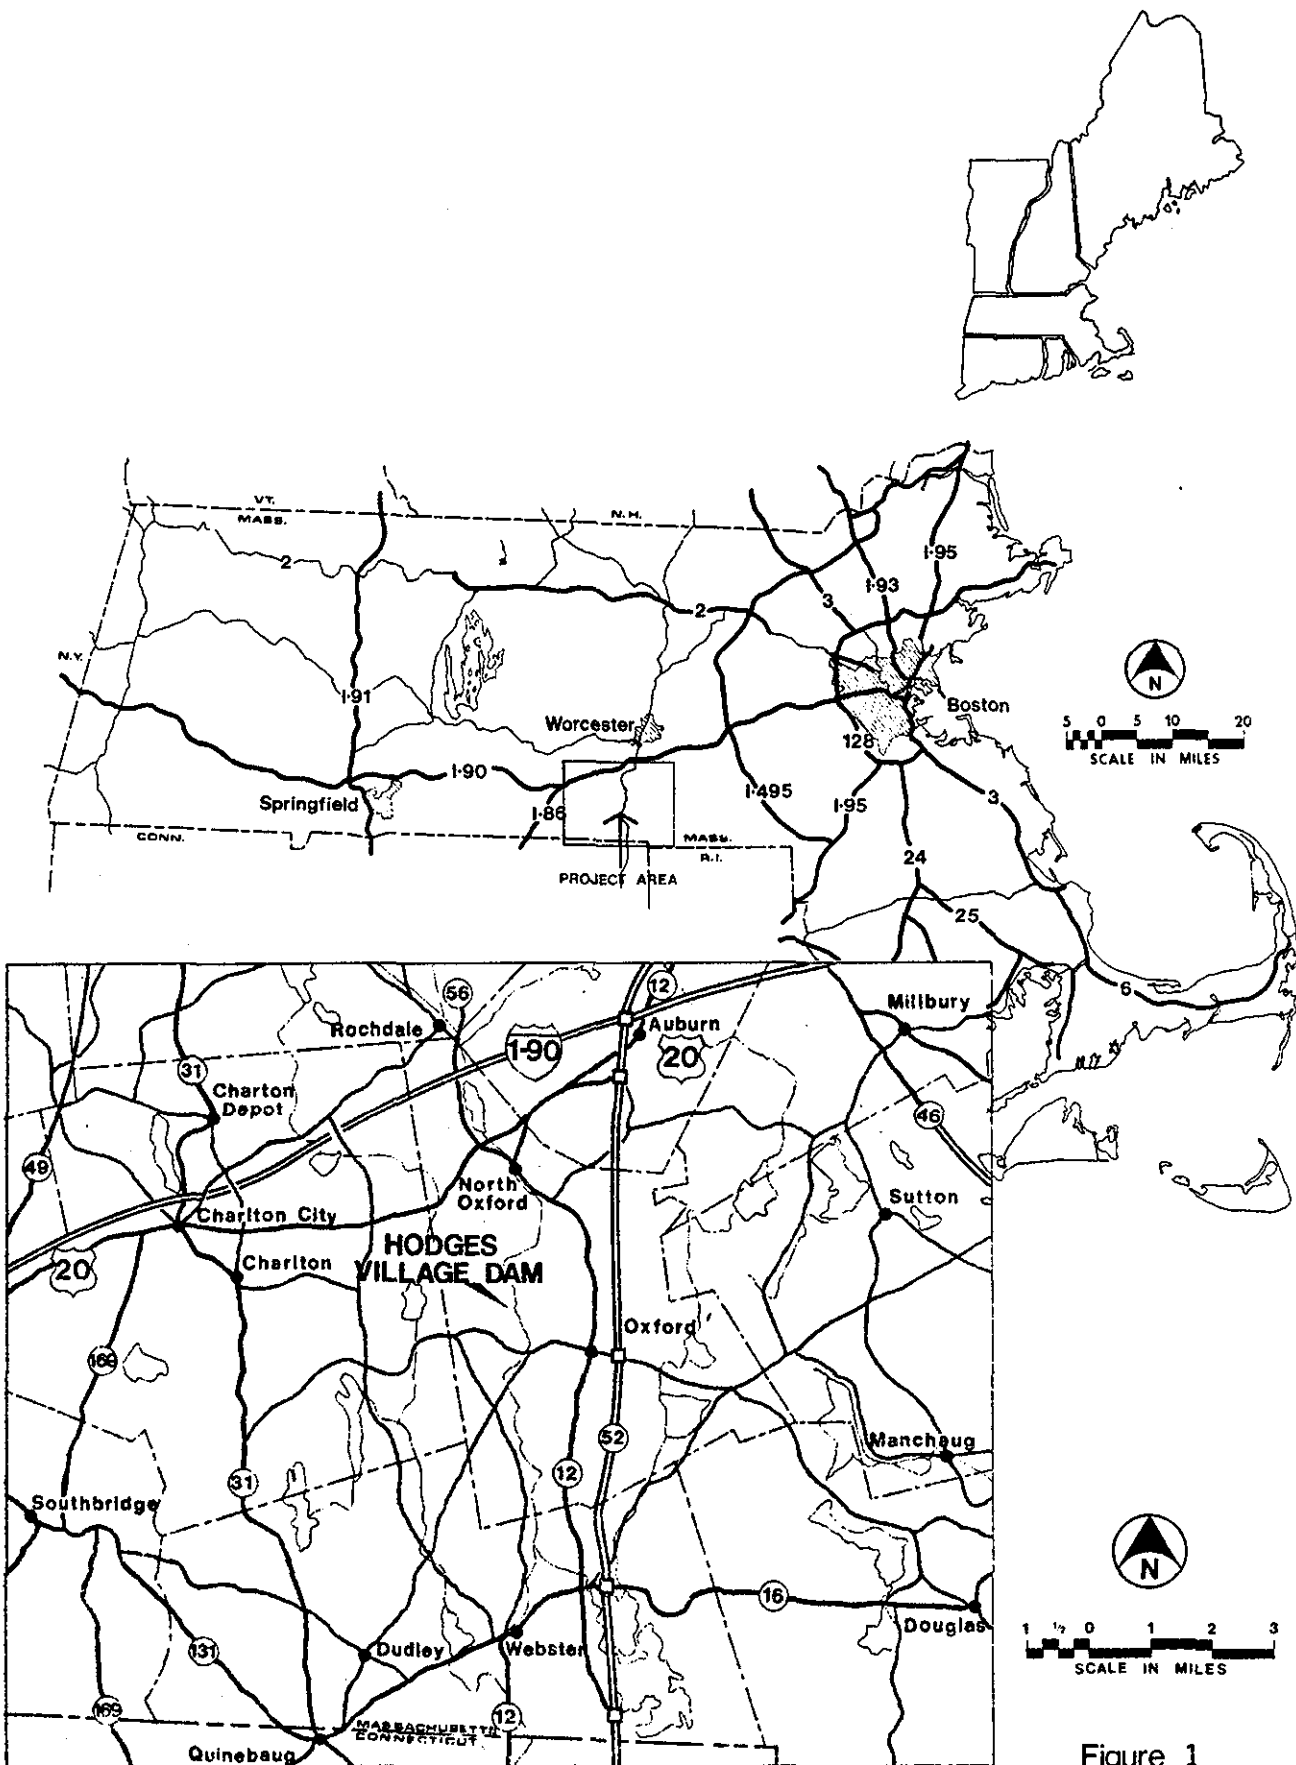 VT.
MASS.
N.H.
2
I-95
I-93
3
2
N.Y.
I-91
Boston
N
Worcester
128
5 0 5 10 20
SCALE IN MILES
I-90
I-495
I-95
3
Springfield
I-86
CONN.
MASS.
R.I.
24
PROJECT AREA
25
6
56
12
Millbury
Rochdale
Auburn
I-90
20
31
Charton
Depot
46
49
North
Oxford
Sutton
Charlton City
HODGES
VILLAGE DAM
20
Charlton
Oxford
169
52
Manchaug
12
31
Southbridge
N
16
Douglas
1 1/2 0 1 2 3
SCALE IN MILES
131
Dudley
Webster
169
12
MASSACHUSETTS
CONNECTICUT
Quinebaug
Figure 1